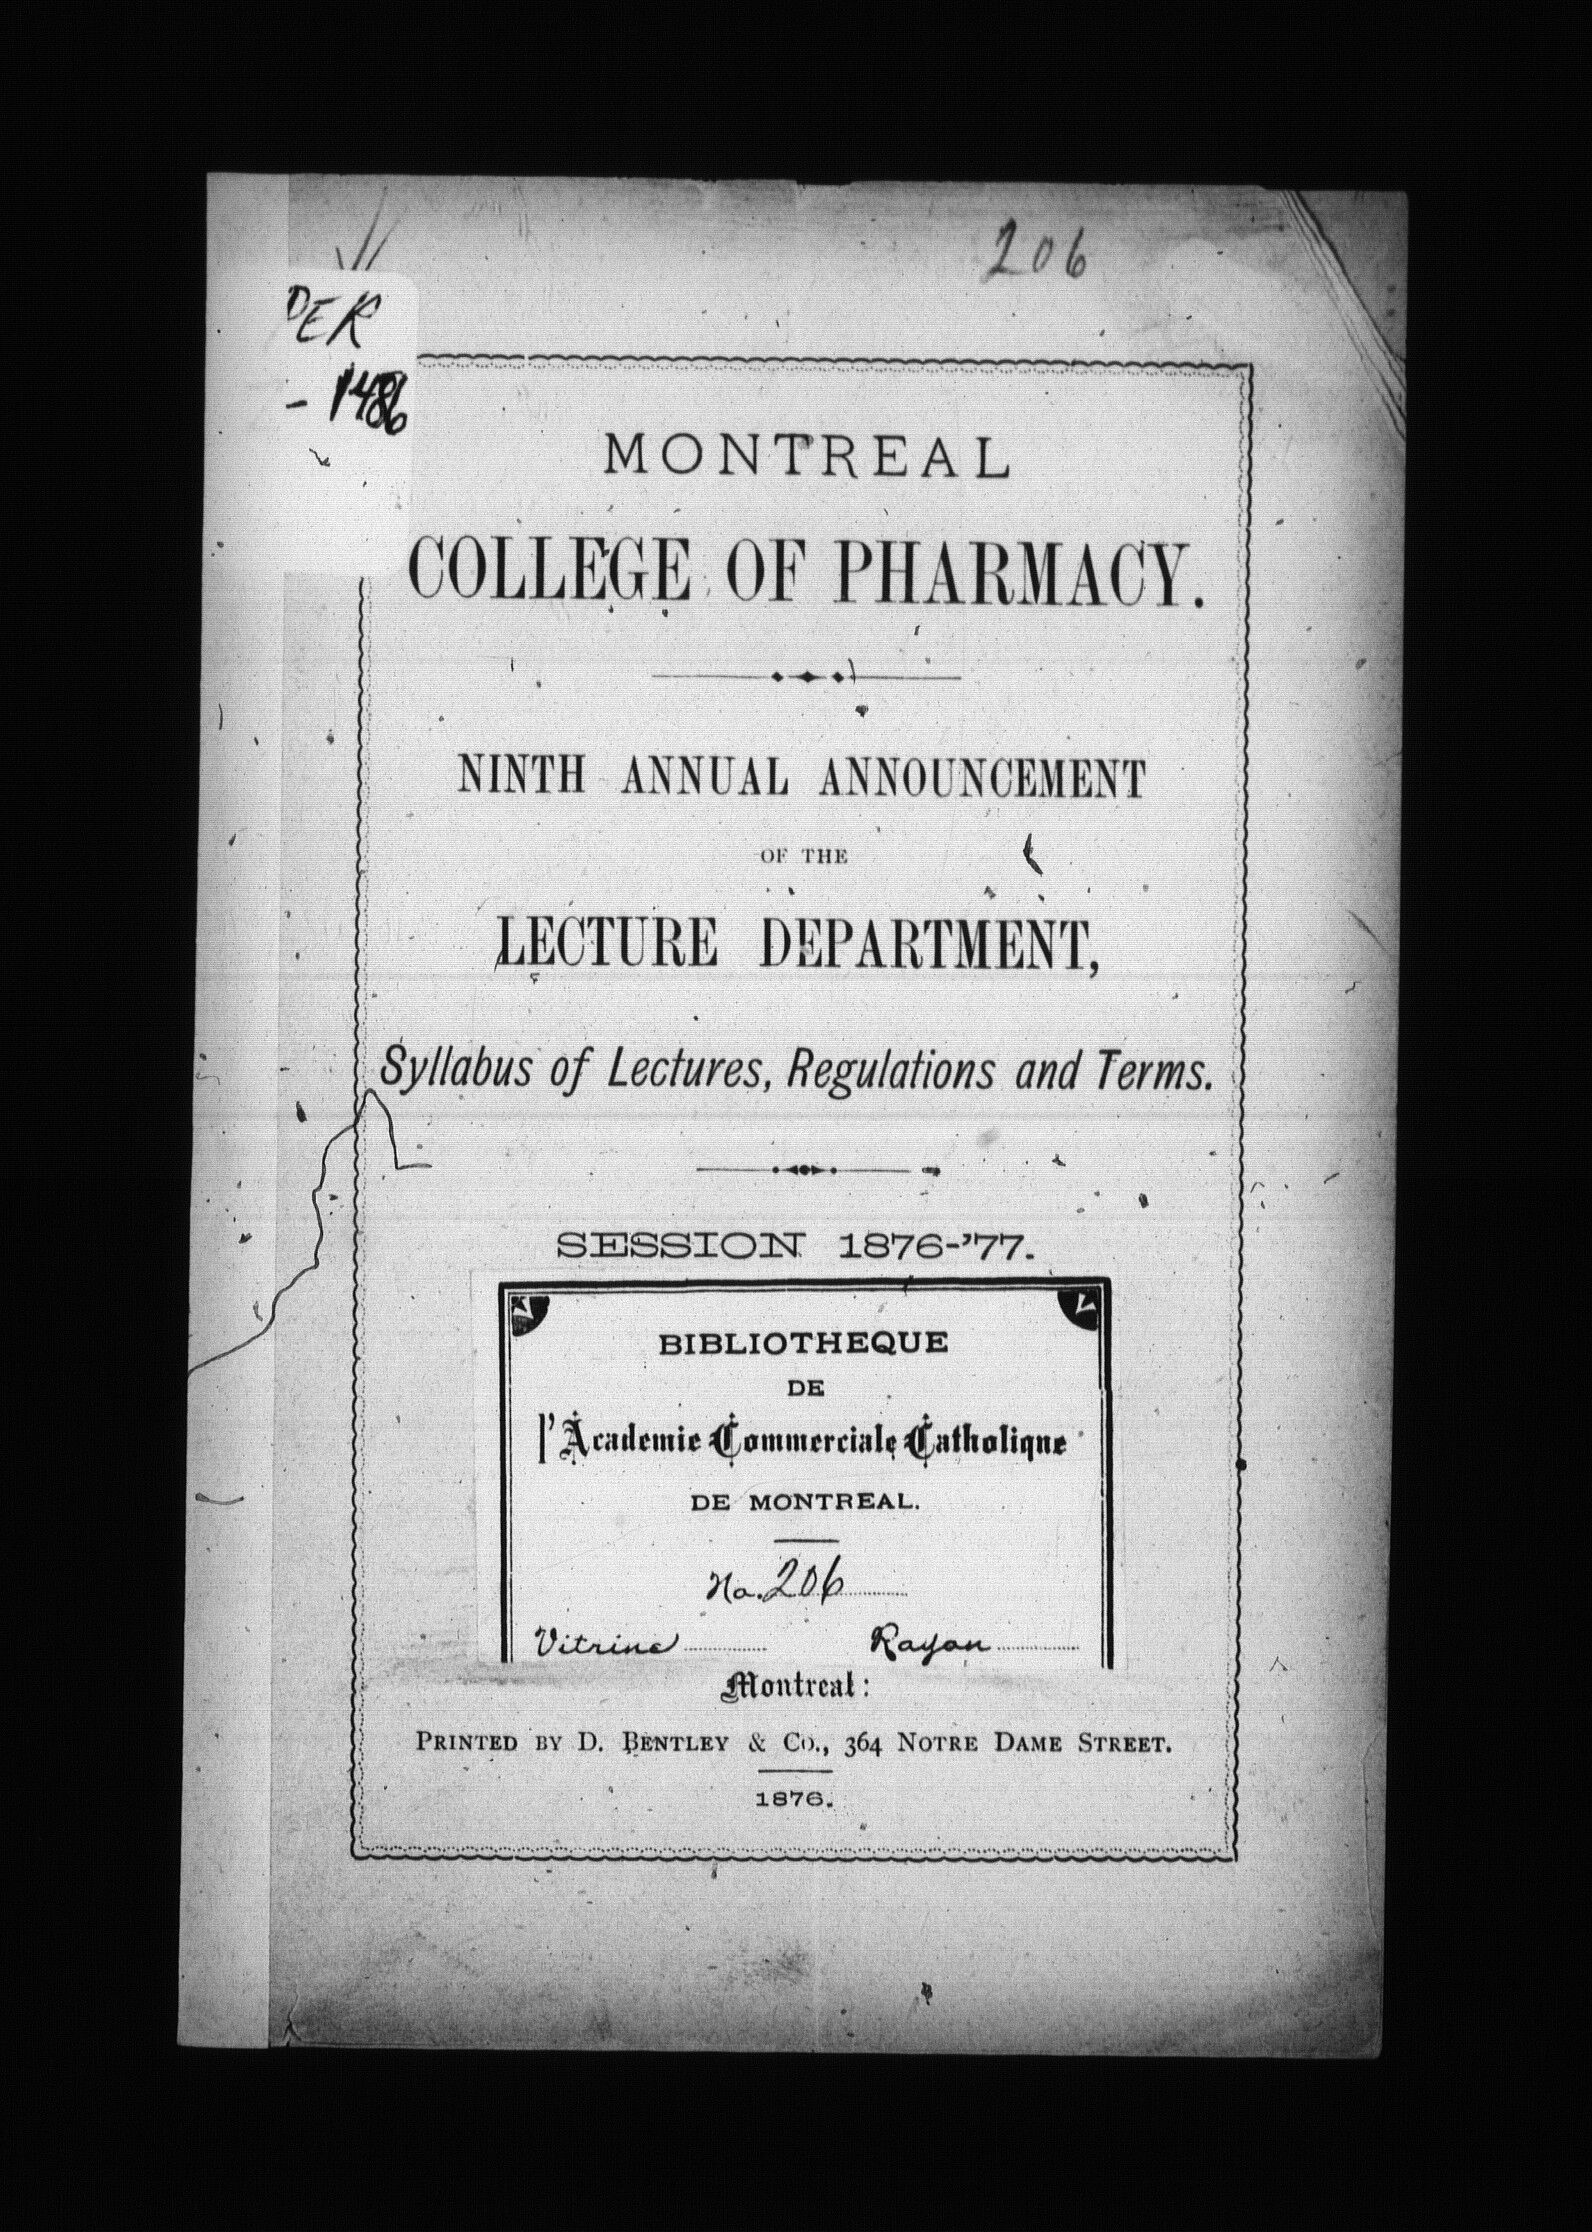 206
PER
- 1486
MONTREAL
COLLEGE OF PHARMACY.
NINTH ANNUAL ANNOUNCEMENT
OF THE
LECTURE DEPARTMENT,
Syllabus of Lectures, Regulations and Terms.
SESSION 1876-'77.
BIBLIOTHEQUE
DE
l'Academie Commerciale Catholique
DE MONTREAL.
No. 206
Vitrine Rayon
Montreal:
PRINTED BY D. BENTLEY & Co., 364 NOTRE DAME STREET.
1876.